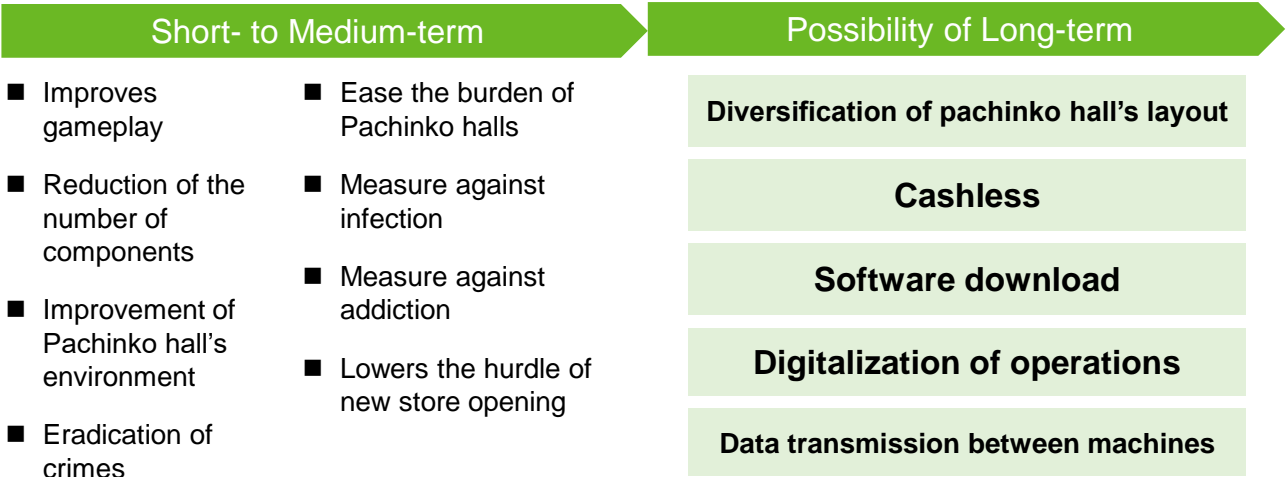 Short- to Medium-term
■ Improves
gameplay
■ Reduction of the
number of
components
■ Improvement of
Pachinko hall's
environment
■ Eradication of
crimes
■ Ease the burden of
Pachinko halls
■ Measure against
infection
■ Measure against
addiction
■ Lowers the hurdle of
new store opening
Possibility of Long-term
Diversification of pachinko hall's layout
Cashless
Software download
Digitalization of operations
Data transmission between machines